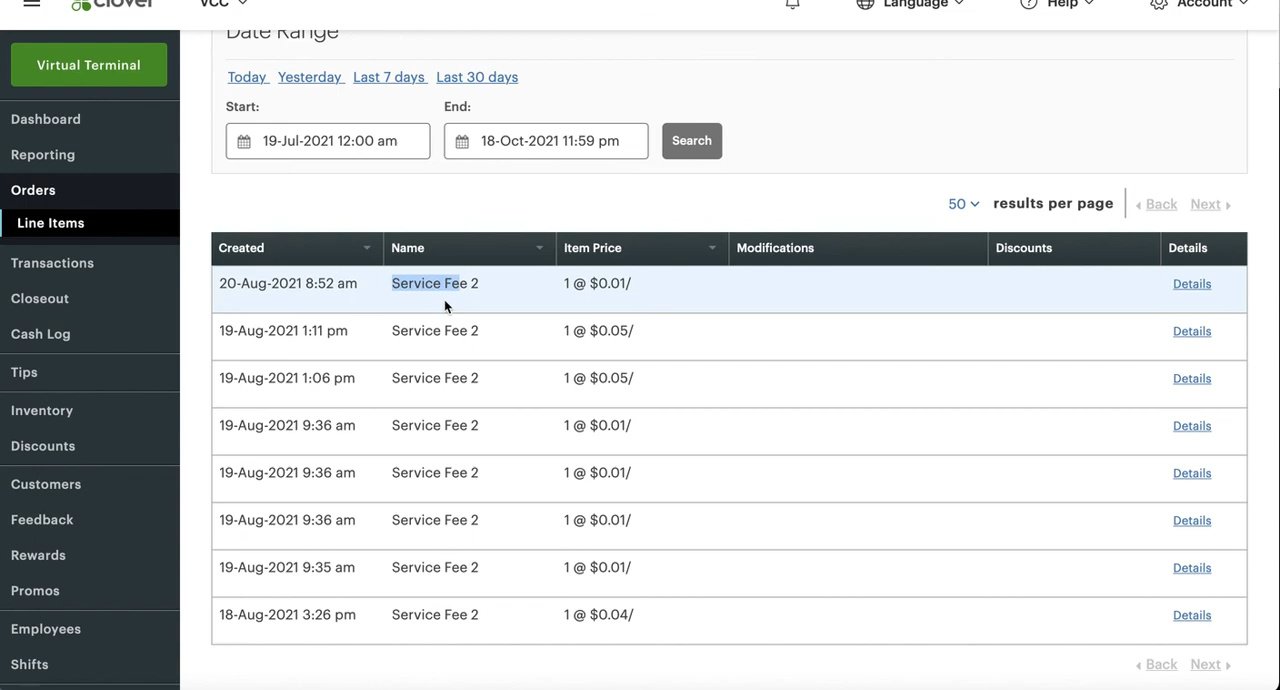 clover VCC Language Help Account
Date Range
Virtual Terminal
Today Yesterday Last 7 days Last 30 days
Start: End:
19-Jul-2021 12:00 am 18-Oct-2021 11:59 pm Search
Dashboard
Reporting
Orders
Line Items
Transactions
Closeout
Cash Log
Tips
Inventory
Discounts
Customers
Feedback
Rewards
Promos
Employees
Shifts
50 results per page Back Next
Created Name Item Price Modifications Discounts Details
20-Aug-2021 8:52 am Service Fee 2 1 @ $0.01/ Details
19-Aug-2021 1:11 pm Service Fee 2 1 @ $0.05/ Details
19-Aug-2021 1:06 pm Service Fee 2 1 @ $0.05/ Details
19-Aug-2021 9:36 am Service Fee 2 1 @ $0.01/ Details
19-Aug-2021 9:36 am Service Fee 2 1 @ $0.01/ Details
19-Aug-2021 9:36 am Service Fee 2 1 @ $0.01/ Details
19-Aug-2021 9:35 am Service Fee 2 1 @ $0.01/ Details
18-Aug-2021 3:26 pm Service Fee 2 1 @ $0.04/ Details
Back Next